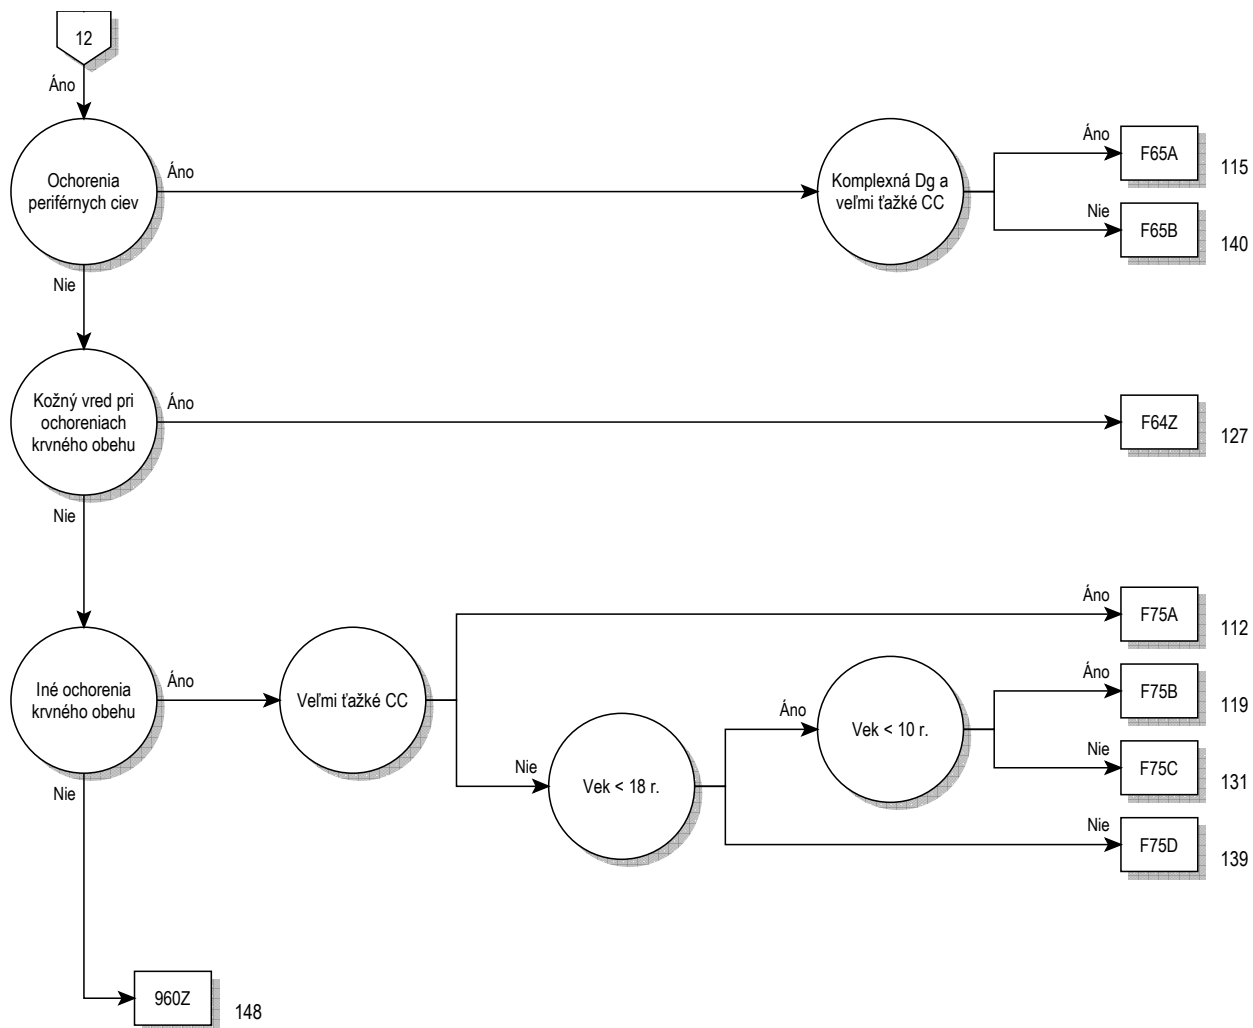 12
Áno
Ochorenia
periférnych ciev
Áno
Komplexná Dg a
veľmi ťažké CC
Áno
F65A
115
Nie
F65B
140
Nie
Kožný vred pri
ochoreniach
krvného obehu
Áno
F64Z
127
Nie
Iné ochorenia
krvného obehu
Áno
Veľmi ťažké CC
Áno
F75A
112
Nie
Vek < 18 r.
Áno
Vek < 10 r.
Áno
F75B
119
Nie
F75C
131
Nie
F75D
139
Nie
960Z
148